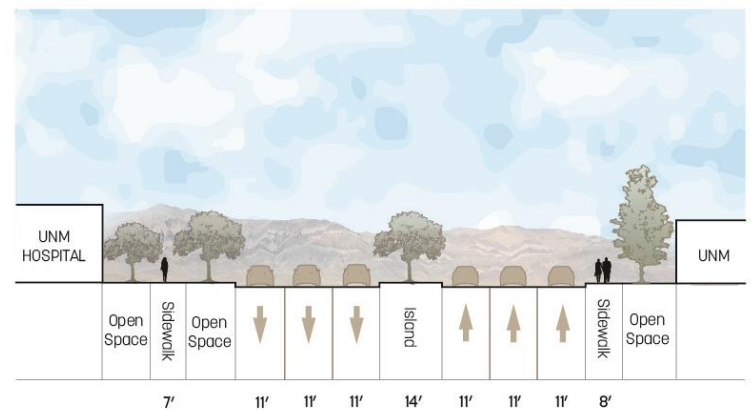 UNM
HOSPITAL
UNM
Open
Space
Sidewalk
Open
Space
Island
Sidewalk
Open
Space
7'
11'
11'
11'
14'
11'
11'
11'
8'